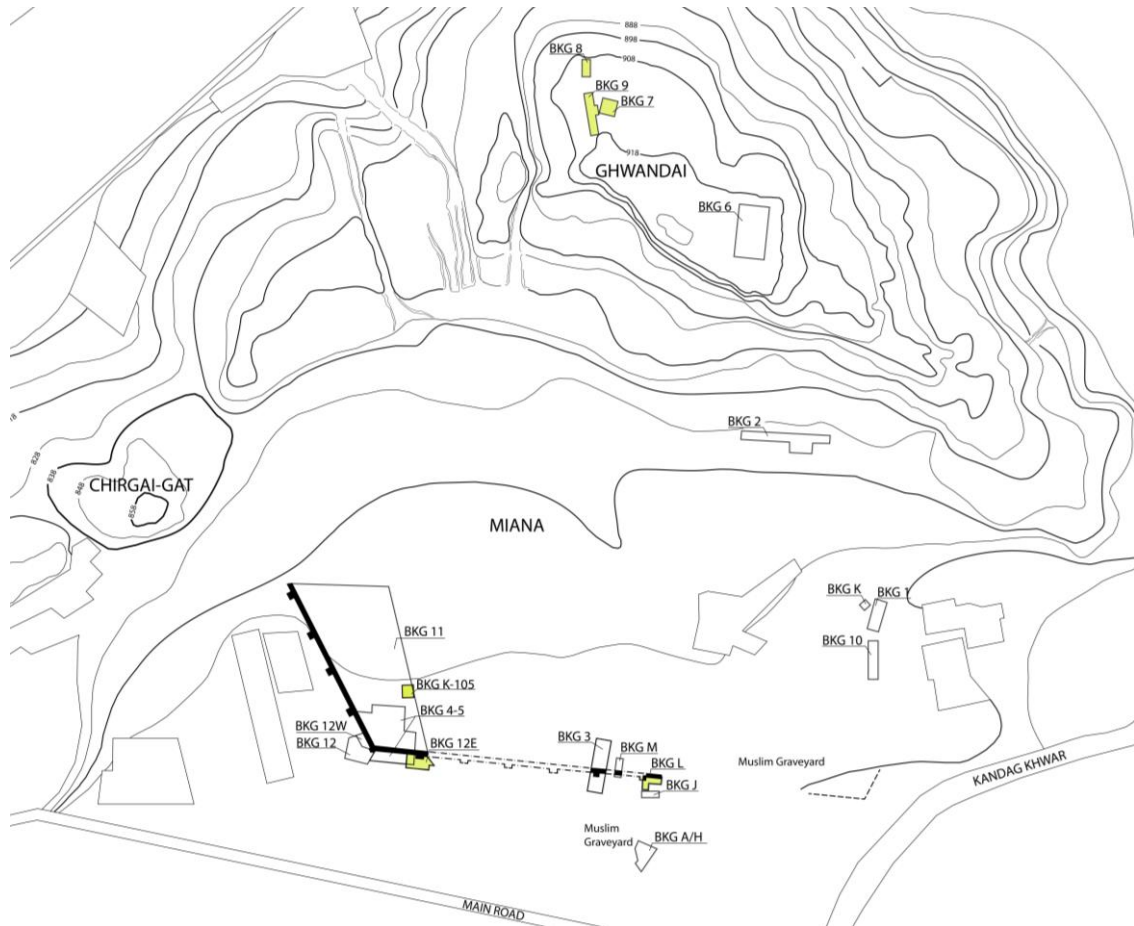 888
898
908
BKG 8
BKG 9
BKG 7
918
GHWANDAI
BKG 6
BKG 2
828
838
848
858
CHIRGAI-GAT
MIANA
BKG K
BKG 1
BKG 10
BKG 11
BKG K-105
BKG 4-5
BKG 12W
BKG 12
BKG 12E
BKG 3
BKG M
BKG L
BKG J
Muslim Graveyard
KANDAG KHWAR
Muslim
Graveyard
BKG A/H
MAIN ROAD